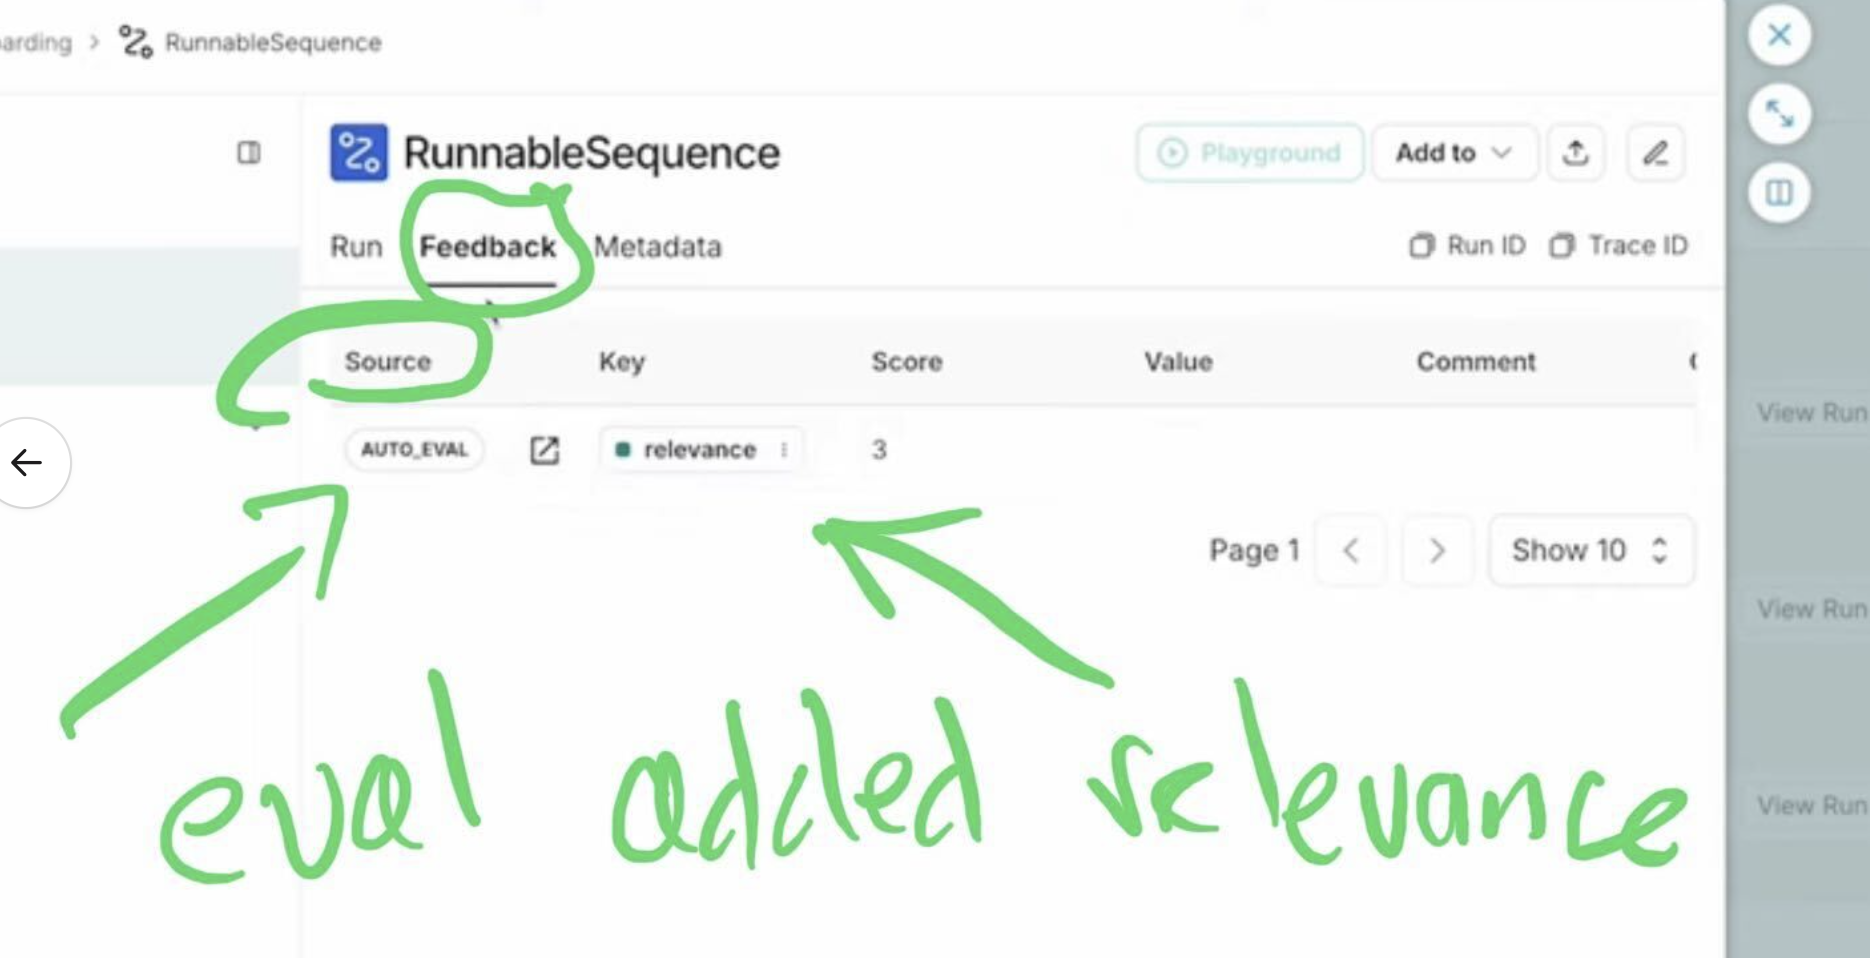 arding > RunnableSequence
RunnableSequence
Playground
Add to
Run Feedback Metadata
Run ID Trace ID
Source Key Score Value Comment
AUTO_EVAL relevance 3
Page 1 Show 10
View Run
View Run
View Run
eval added relevance